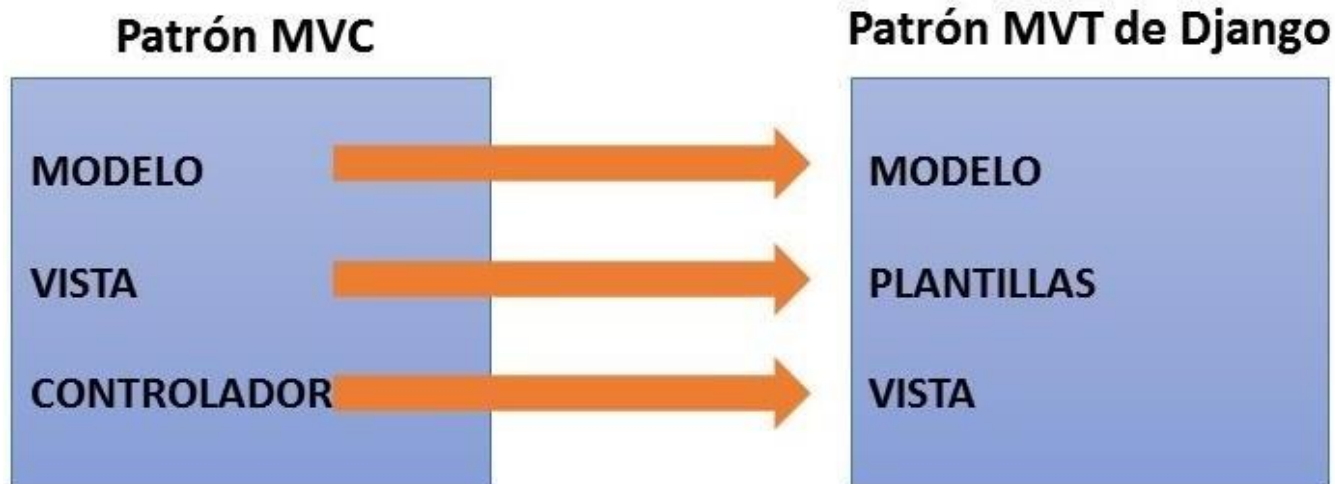 Patrón MVC
MODELO
VISTA
CONTROLADOR
Patrón MVT de Django
MODELO
PLANTILLAS
VISTA